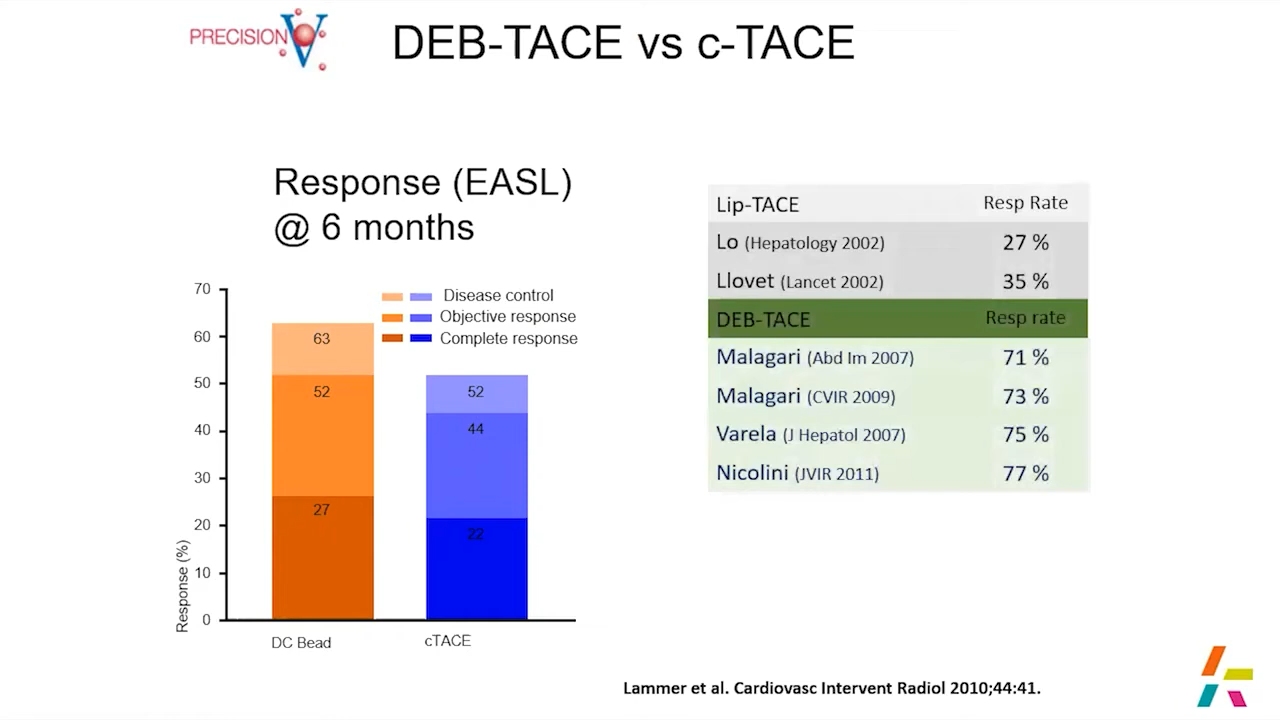 PRECISION V
DEB-TACE vs c-TACE
Response (EASL)
@ 6 months
70
60
50
40
30
20
10
0
Response (%)
Disease control
Objective response
Complete response
63
52
27
52
44
22
DC Bead
cTACE
Lip-TACE Resp Rate
Lo (Hepatology 2002) 27 %
Llovet (Lancet 2002) 35 %
DEB-TACE Resp rate
Malagari (Abd Im 2007) 71 %
Malagari (CVIR 2009) 73 %
Varela (J Hepatol 2007) 75 %
Nicolini (JVIR 2011) 77 %
Lammer et al. Cardiovasc Intervent Radiol 2010;44:41.